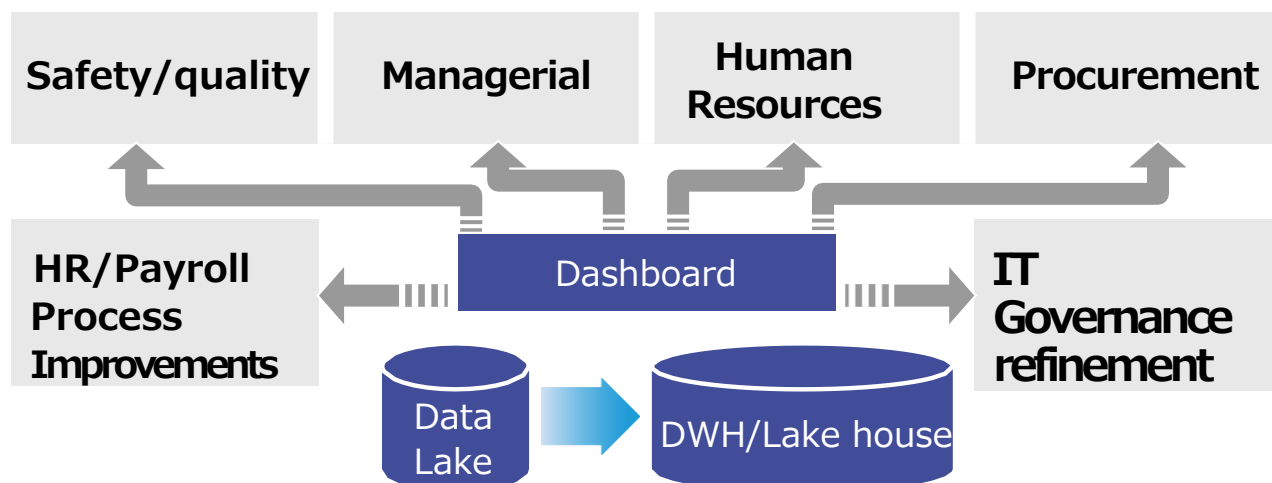 Safety/quality
Managerial
Human
Resources
Procurement
HR/Payroll
Process
Improvements
Dashboard
IT
Governance
refinement
Data
Lake
DWH/Lake house